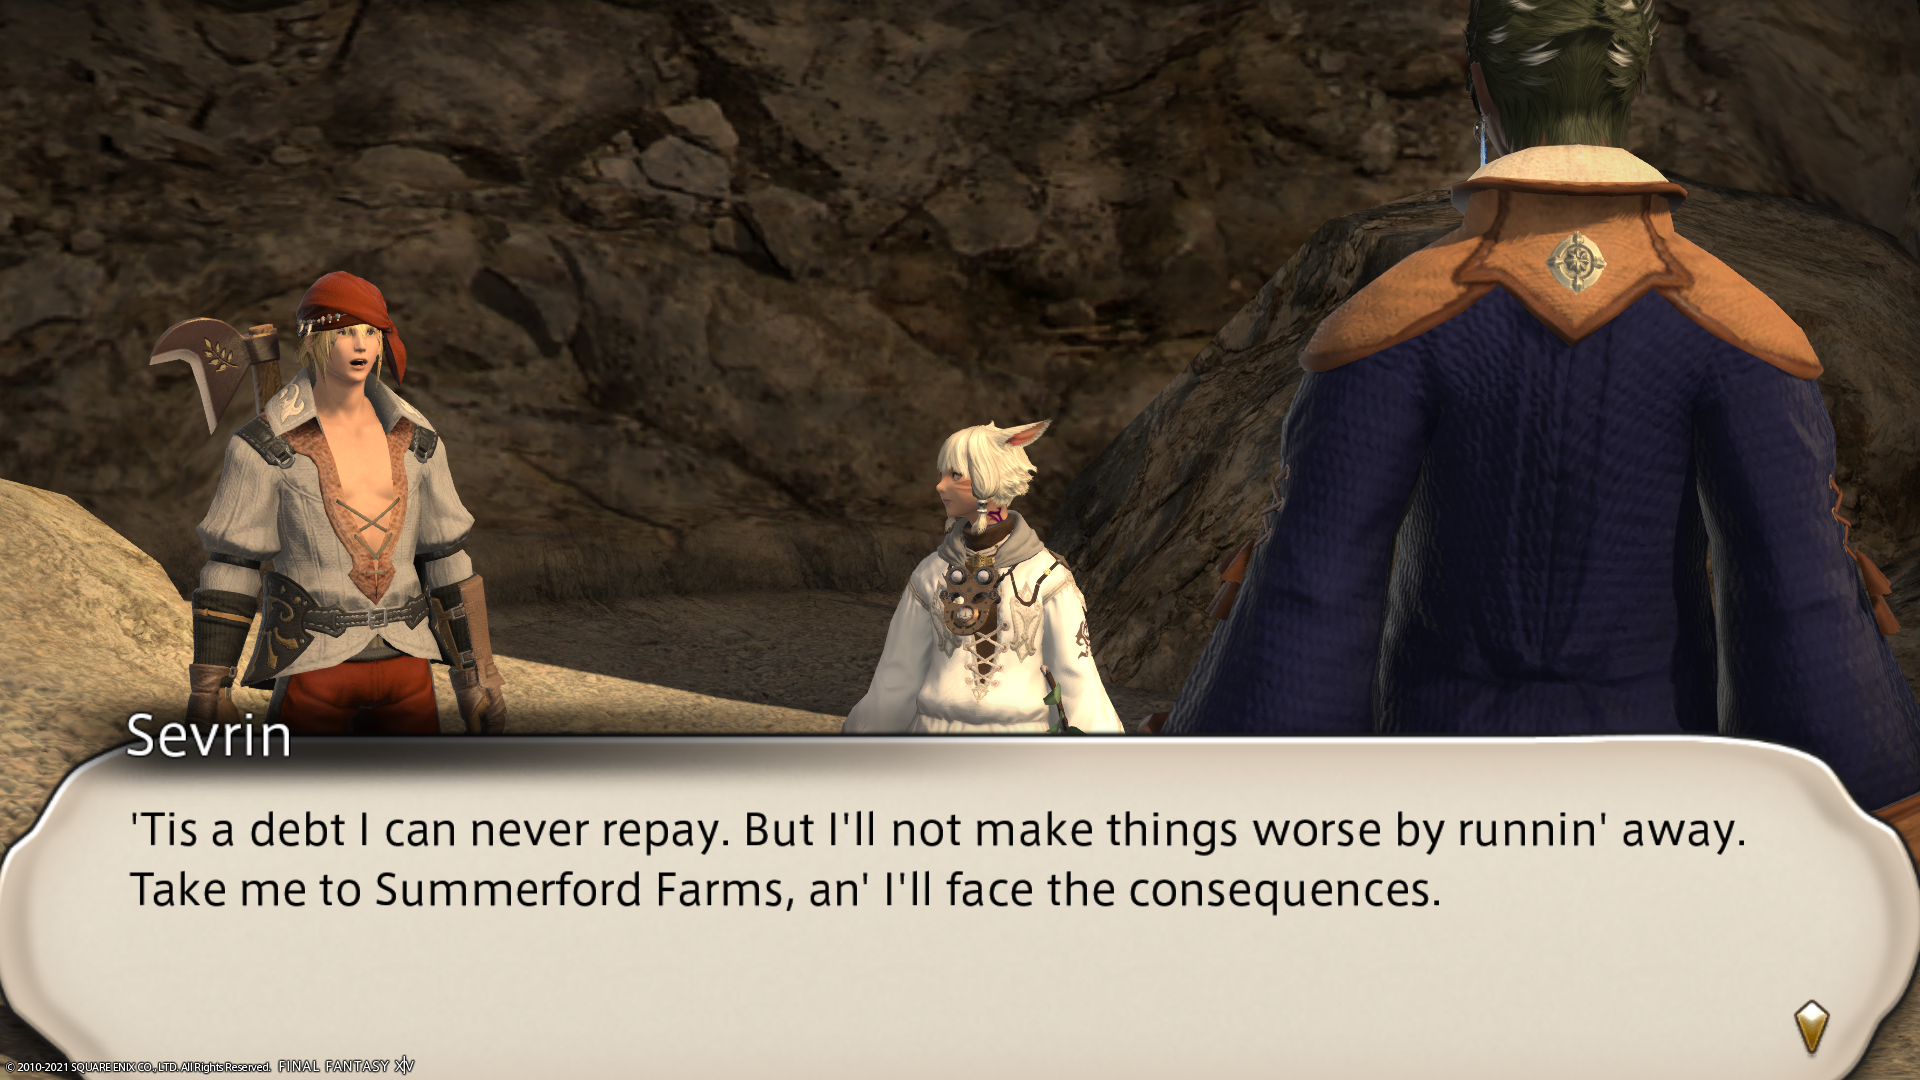 Sevrin
'Tis a debt I can never repay. But I'll not make things worse by runnin' away.
Take me to Summerford Farms, an' I'll face the consequences.
© 2010-2021 SQUARE ENIX CO., LTD. All Rights Reserved. FINAL FANTASY XIV